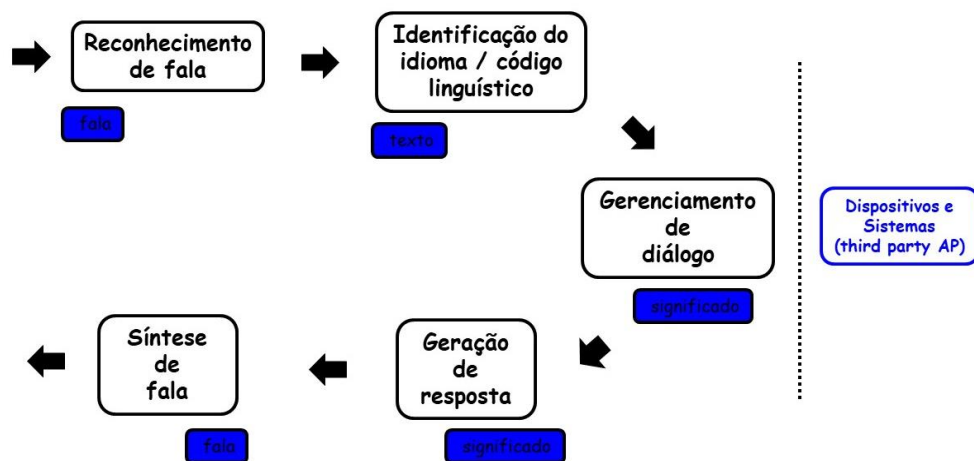 Reconhecimento
de fala
fala
Identificação do
idioma / código
linguístico
texto
Gerenciamento
de
diálogo
significado
Dispositivos e
Sistemas
(third party AP)
Geração
de
resposta
significado
Síntese
de
fala
fala